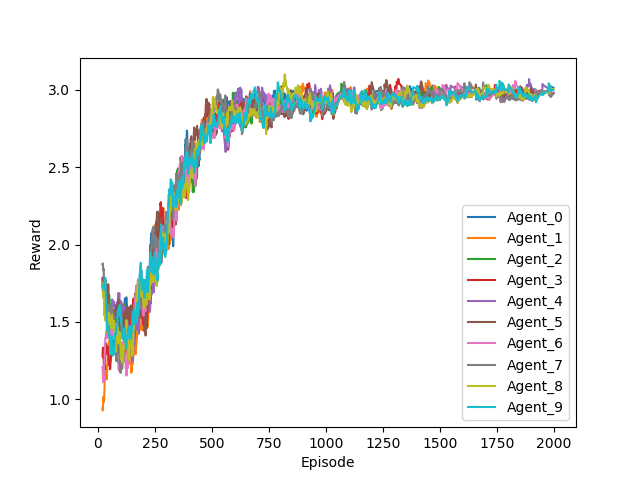 3.0
2.5
2.0
1.5
1.0
Reward
0 250 500 750 1000 1250 1500 1750 2000
Episode
Agent_0
Agent_1
Agent_2
Agent_3
Agent_4
Agent_5
Agent_6
Agent_7
Agent_8
Agent_9